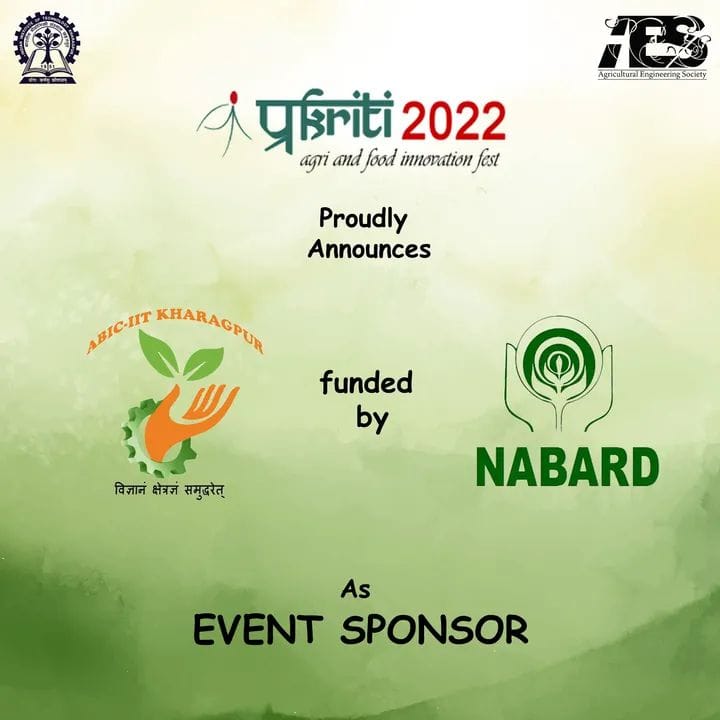 AES
Agricultural Engineering Society
प्रkriti 2022
agri and food innovation fest
Proudly
Announces
ABIC-IIT KHARAGPUR
funded
by
विज्ञानं क्षेत्रज्ञं समुद्धरेत्
NABARD
As
EVENT SPONSOR